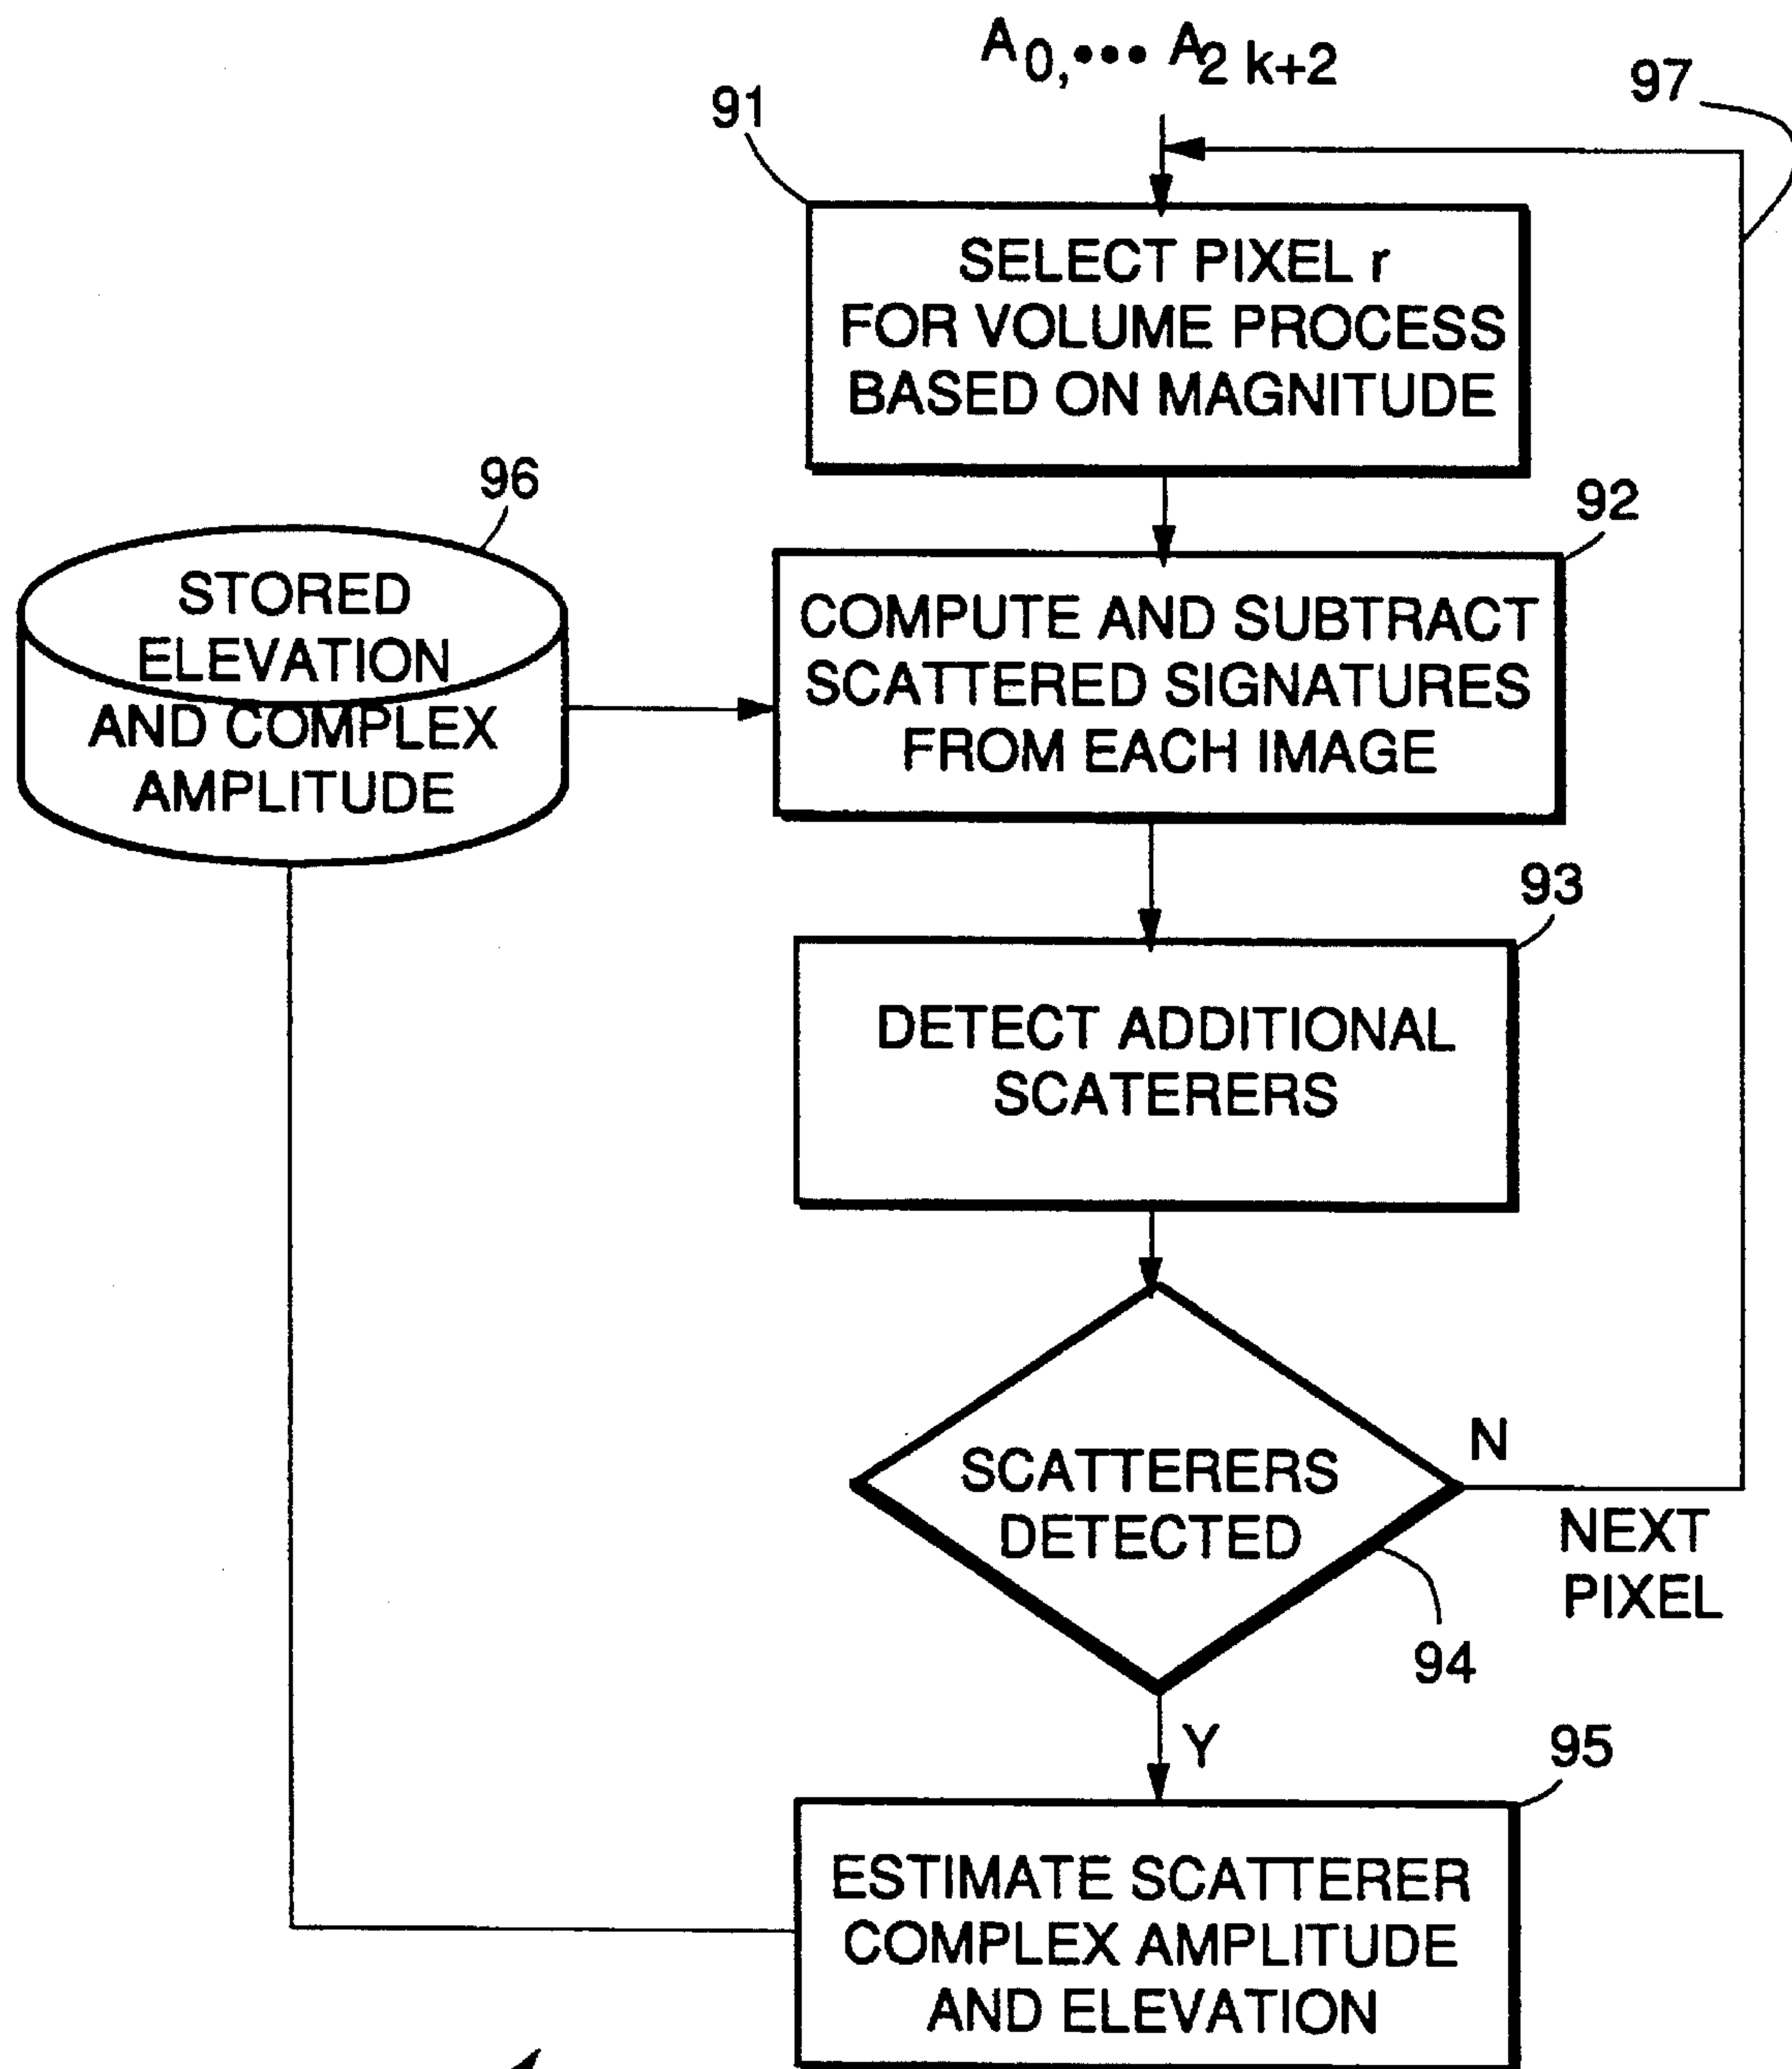 A0,••• A2 k+2
97
91
SELECT PIXEL r
FOR VOLUME PROCESS
BASED ON MAGNITUDE
96
92
STORED
ELEVATION
AND COMPLEX
AMPLITUDE
COMPUTE AND SUBTRACT
SCATTERED SIGNATURES
FROM EACH IMAGE
93
DETECT ADDITIONAL
SCATERERS
N
SCATTERERS
DETECTED
NEXT
PIXEL
94
Y
95
ESTIMATE SCATTERER
COMPLEX AMPLITUDE
AND ELEVATION